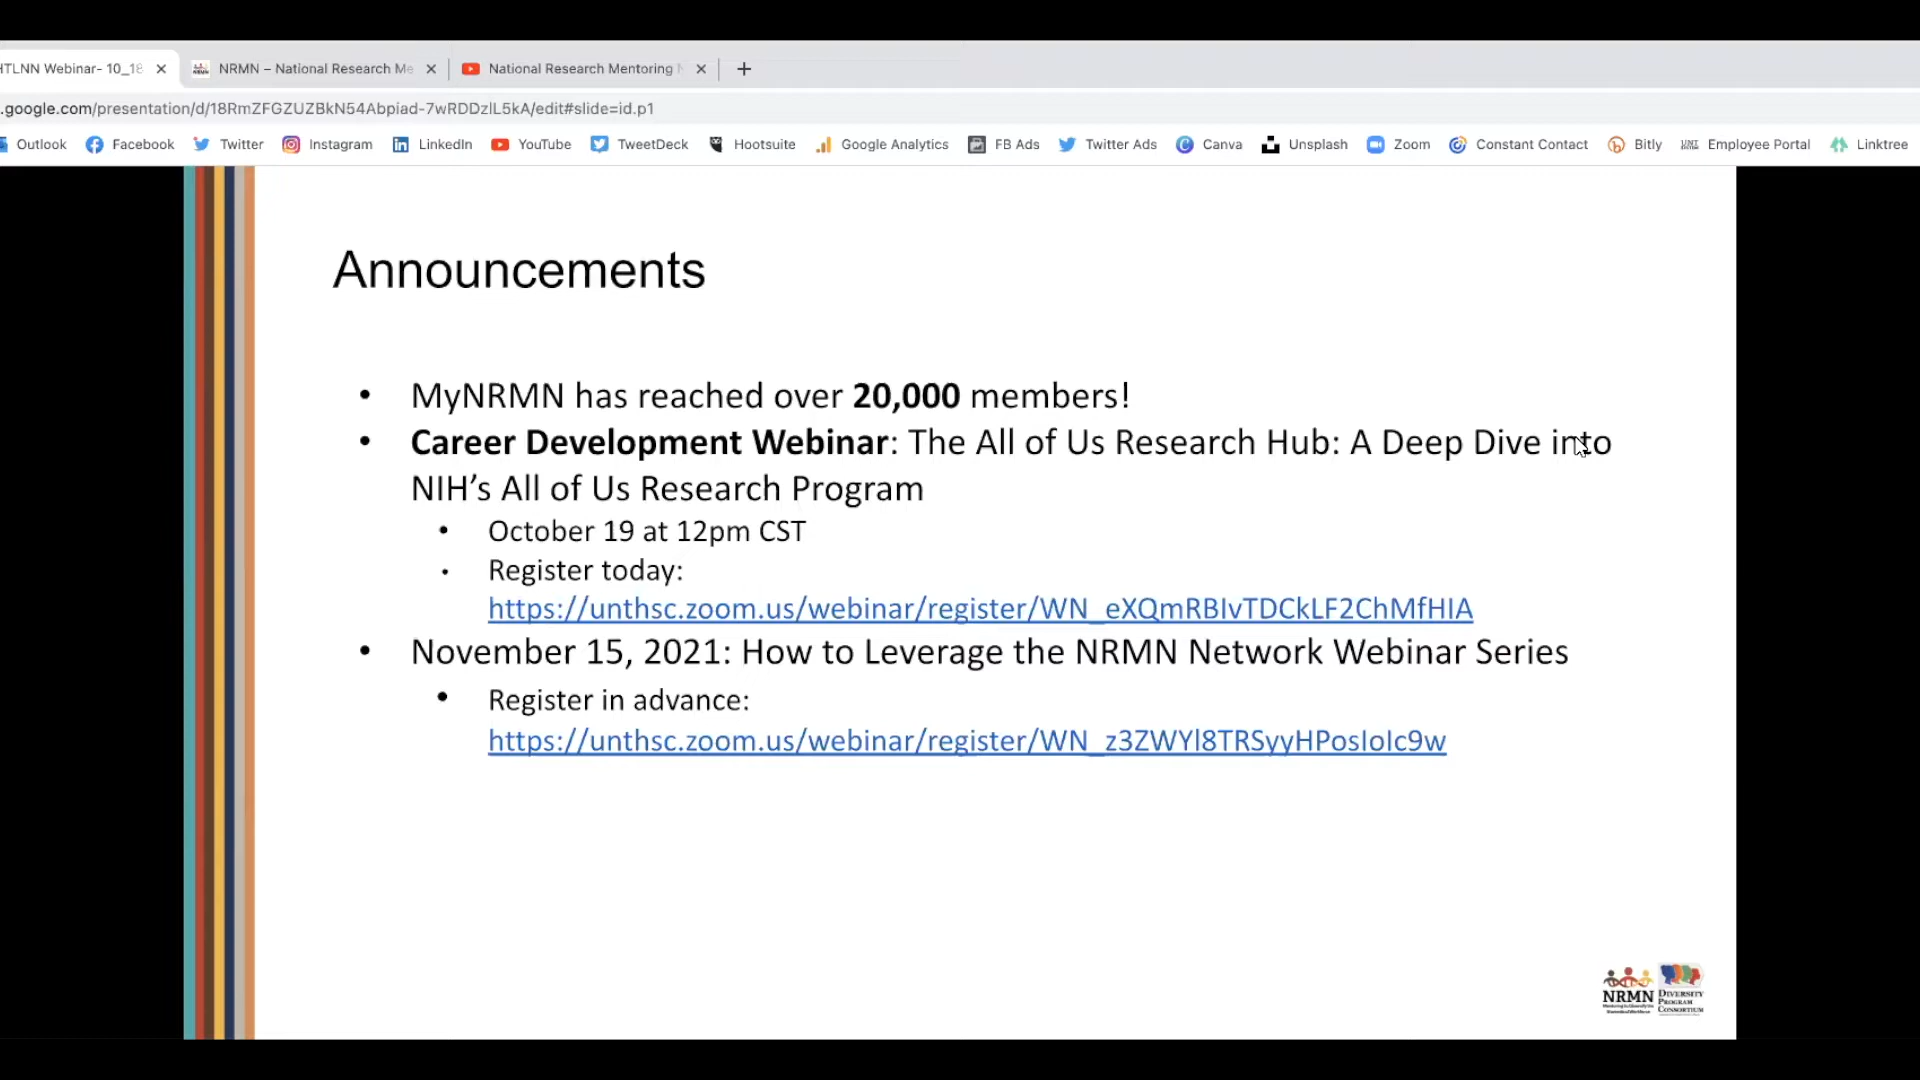 HTLNN Webinar- 10_18
NRMN – National Research Me
National Research Mentoring N
.google.com/presentation/d/18RmZFGZUZBkN54Abpiad-7wRDDzlL5kA/edit#slide=id.p1
Outlook Facebook Twitter Instagram LinkedIn YouTube TweetDeck Hootsuite Google Analytics FB Ads Twitter Ads Canva Unsplash Zoom Constant Contact Bitly Employee Portal Linktree
Announcements
• MyNRMN has reached over 20,000 members!
• Career Development Webinar: The All of Us Research Hub: A Deep Dive into
NIH’s All of Us Research Program
• October 19 at 12pm CST
• Register today:
https://unthsc.zoom.us/webinar/register/WN_eXQmRBIvTDCkLF2ChMfHIA
• November 15, 2021: How to Leverage the NRMN Network Webinar Series
• Register in advance:
https://unthsc.zoom.us/webinar/register/WN_z3ZWYl8TRSyyHPosIoIc9w
NRMN
DIVERSITY
PROGRAM
CONSORTIUM